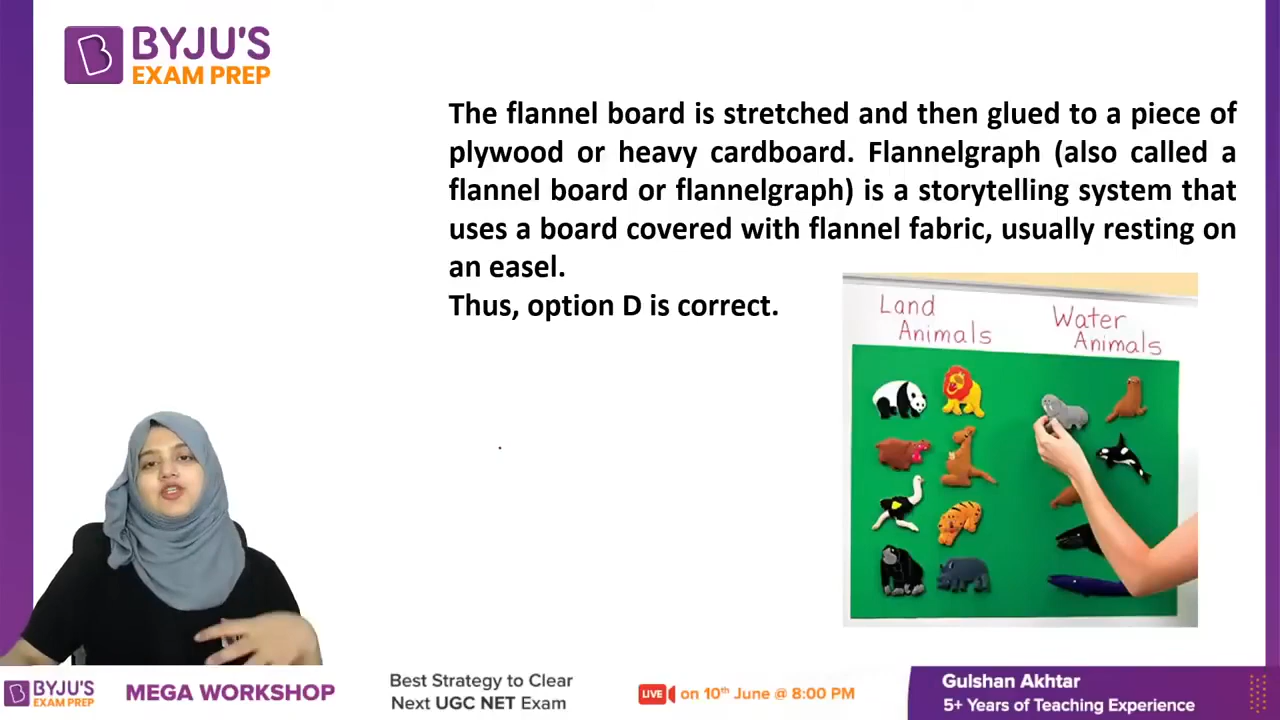 BYJU'S
EXAM PREP
The flannel board is stretched and then glued to a piece of
plywood or heavy cardboard. Flannelgraph (also called a
flannel board or flannelgraph) is a storytelling system that
uses a board covered with flannel fabric, usually resting on
an easel.
Thus, option D is correct.
Land
Animals
Water
Animals
BYJU'S
EXAM PREP
MEGA WORKSHOP
Best Strategy to Clear
Next UGC NET Exam
LIVE
on 10th June @ 8:00 PM
Gulshan Akhtar
5+ Years of Teaching Experience